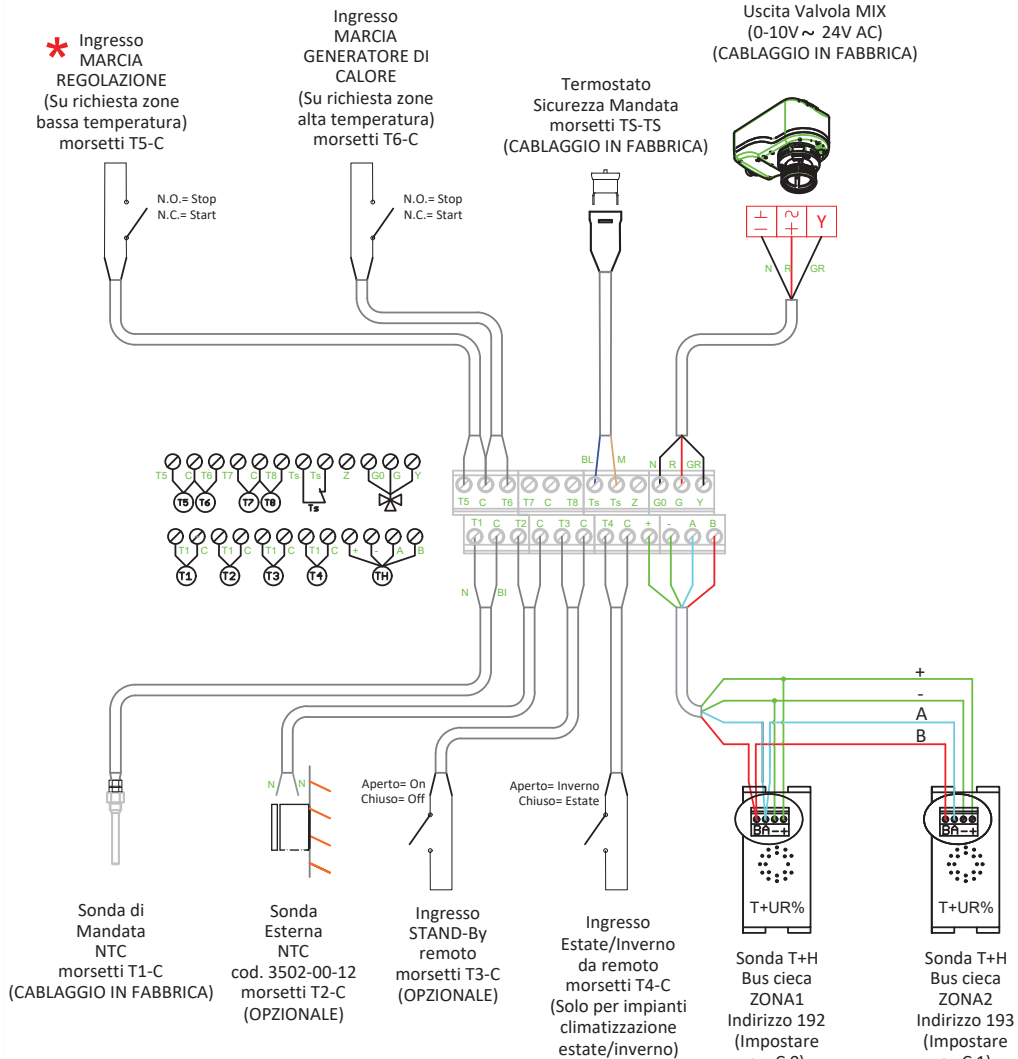 Ingresso
MARCIA
REGOLAZIONE
(Su richiesta zone
bassa temperatura)
morsetti T5-C
Ingresso
MARCIA
GENERATORE DI
CALORE
(Su richiesta zone
alta temperatura)
morsetti T6-C
Termostato
Sicurezza Mandata
morsetti TS-TS
(CABLAGGIO IN FABBRICA)
Uscita Valvola MIX
(0-10V ~ 24V AC)
(CABLAGGIO IN FABBRICA)
N.O.= Stop
N.C.= Start
N.O.= Stop
N.C.= Start
Y
N R GR
BL M
N R GR
T5 C T6 T7 C T8 Ts Ts Z G0 G Y
T5 T6 T7 T8 Ts
T1 C T1 C T1 C T1 C + - A B
T1 T2 T3 T4 TH
T5 C T6 T7 C T8 Ts Ts Z G0 G Y
T1 C T2 C T3 C T4 C + - A B
N BI
N N
Aperto= On
Chiuso= Off
Aperto= Inverno
Chiuso= Estate
+
-
A
B
BA-+
T+UR%
BA-+
T+UR%
Sonda di
Mandata
NTC
morsetti T1-C
(CABLAGGIO IN FABBRICA)
Sonda
Esterna
NTC
cod. 3502-00-12
morsetti T2-C
(OPZIONALE)
Ingresso
STAND-By
remoto
morsetti T3-C
(OPZIONALE)
Ingresso
Estate/Inverno
da remoto
morsetti T4-C
(Solo per impianti
climatizzazione
estate/inverno)
Sonda T+H
Bus cieca
ZONA1
Indirizzo 192
(Impostare
Sonda T+H
Bus cieca
ZONA2
Indirizzo 193
(Impostare